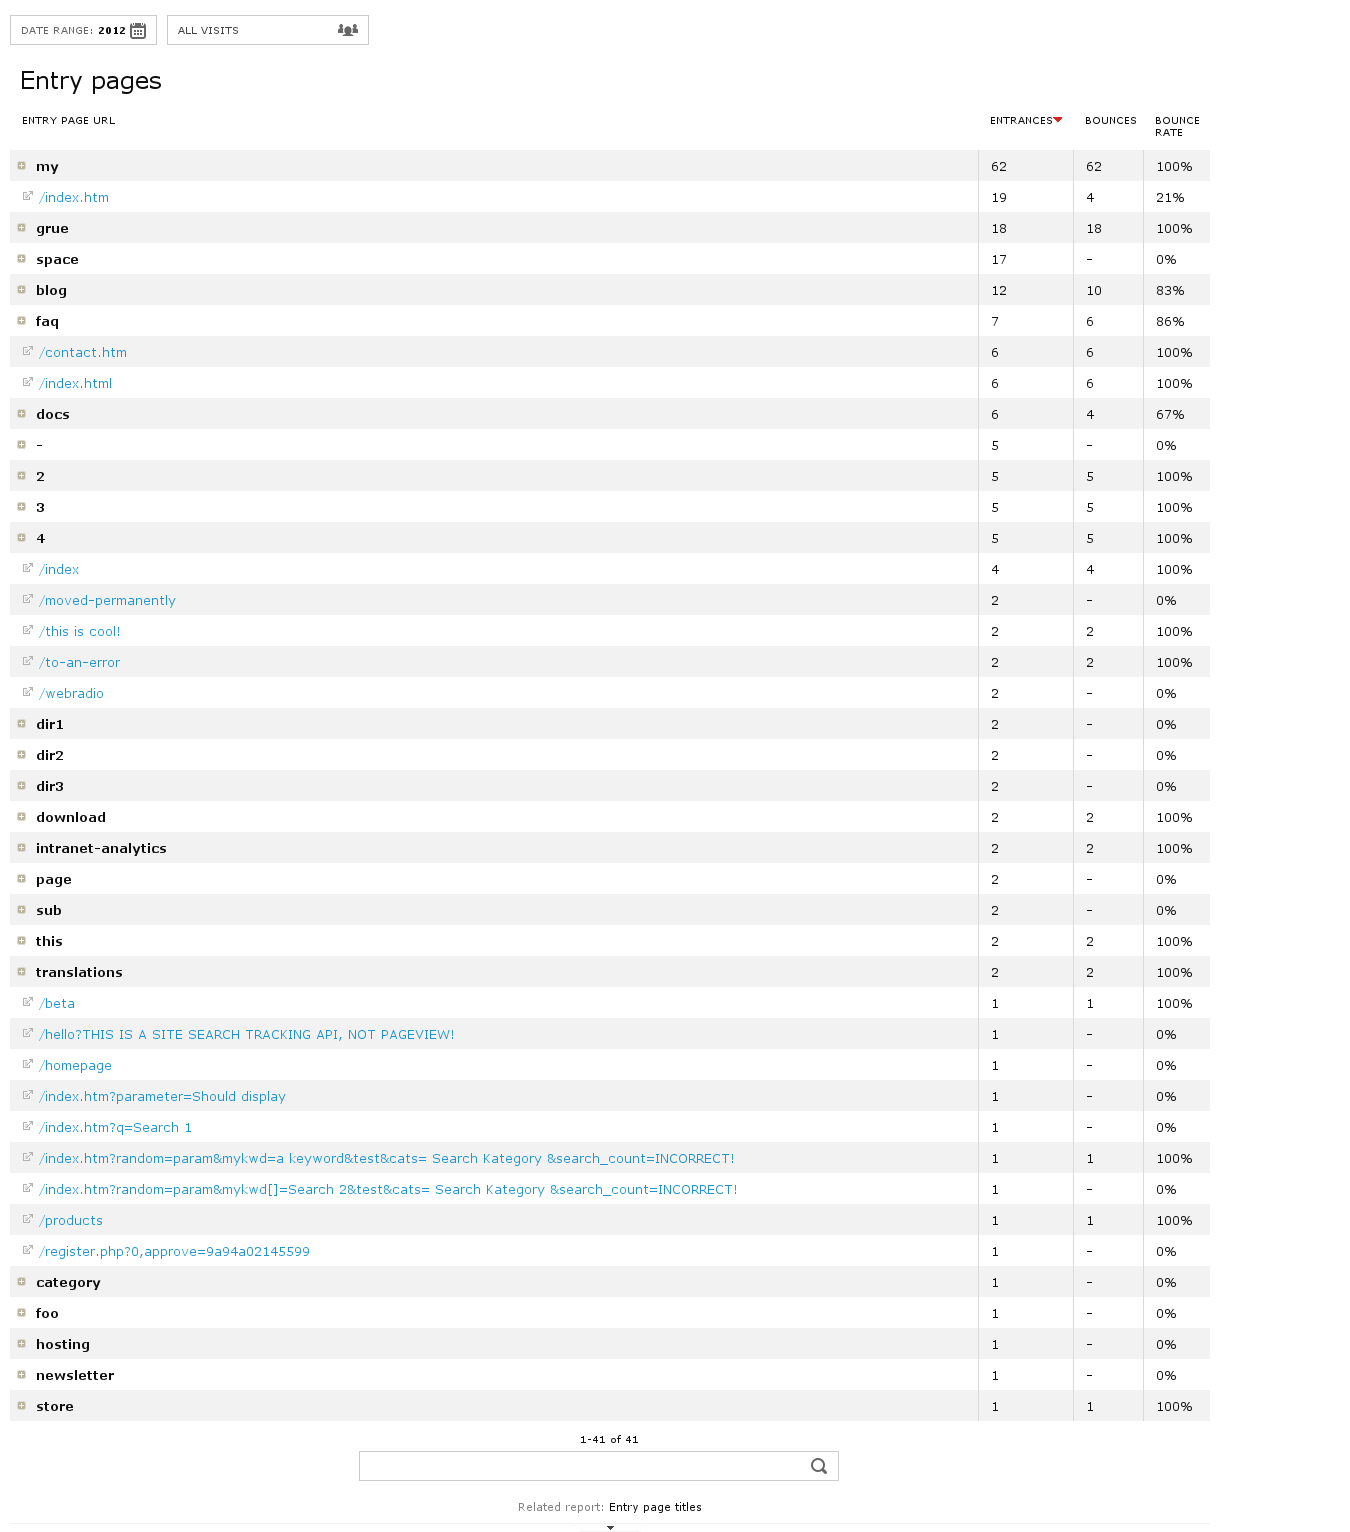 DATE RANGE: 2012 ALL VISITS
Entry pages
ENTRY PAGE URL ENTRANCES BOUNCES BOUNCE RATE
my 62 62 100%
/index.htm 19 4 21%
grue 18 18 100%
space 17 - 0%
blog 12 10 83%
faq 7 6 86%
/contact.htm 6 6 100%
/index.html 6 6 100%
docs 6 4 67%
- 5 - 0%
2 5 5 100%
3 5 5 100%
4 5 5 100%
/index 4 4 100%
/moved-permanently 2 - 0%
/this is cool! 2 2 100%
/to-an-error 2 2 100%
/webradio 2 - 0%
dir1 2 - 0%
dir2 2 - 0%
dir3 2 - 0%
download 2 2 100%
intranet-analytics 2 2 100%
page 2 - 0%
sub 2 - 0%
this 2 2 100%
translations 2 2 100%
/beta 1 1 100%
/hello?THIS IS A SITE SEARCH TRACKING API, NOT PAGEVIEW! 1 - 0%
/homepage 1 - 0%
/index.htm?parameter=Should display 1 - 0%
/index.htm?q=Search 1 1 - 0%
/index.htm?random=param&mykwd=a keyword&test&cats= Search Kategory &search_count=INCORRECT! 1 1 100%
/index.htm?random=param&mykwd[]=Search 2&test&cats= Search Kategory &search_count=INCORRECT! 1 - 0%
/products 1 1 100%
/register.php?0,approve=9a94a02145599 1 - 0%
category 1 - 0%
foo 1 - 0%
hosting 1 - 0%
newsletter 1 - 0%
store 1 1 100%
1-41 of 41
Related report: Entry page titles